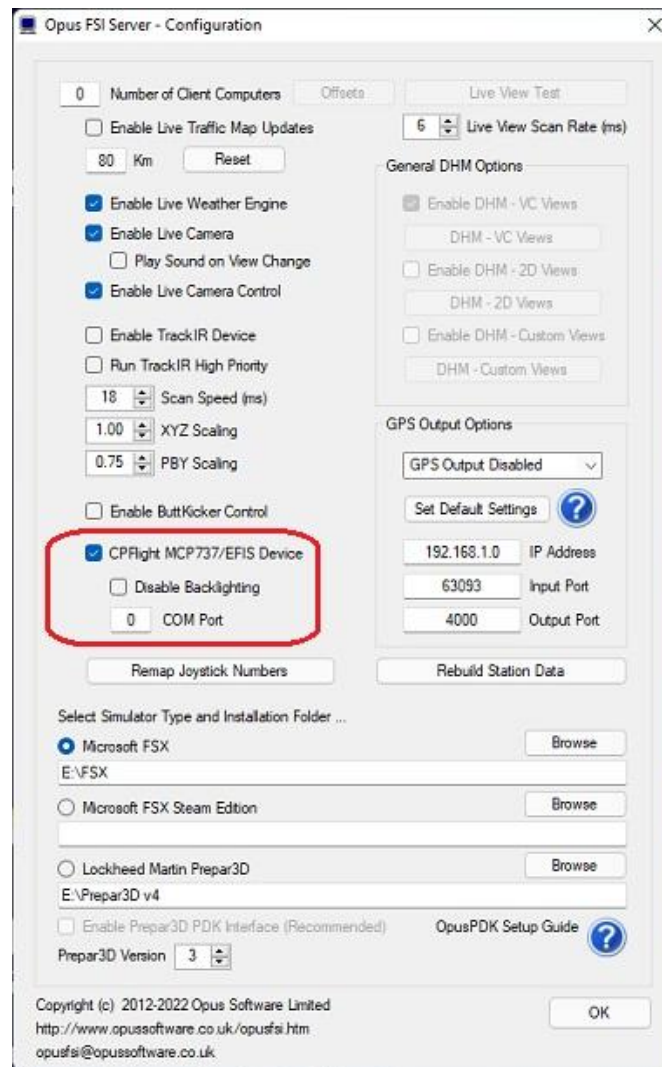 Opus FSI Server - Configuration
0 Number of Client Computers Offsets
Enable Live Traffic Map Updates
80 Km Reset
Enable Live Weather Engine
Enable Live Camera
Play Sound on View Change
Enable Live Camera Control
Enable TrackIR Device
Run TrackIR High Priority
18 Scan Speed (ms)
1.00 XYZ Scaling
0.75 PBY Scaling
Enable ButtKicker Control
CPFlight MCP737/EFIS Device
Disable Backlighting
0 COM Port
Remap Joystick Numbers
Live View Test
6 Live View Scan Rate (ms)
General DHM Options
Enable DHM - VC Views
DHM - VC Views
Enable DHM - 2D Views
DHM - 2D Views
Enable DHM - Custom Views
DHM - Custom Views
GPS Output Options
GPS Output Disabled
Set Default Settings ?
192.168.1.0 IP Address
63093 Input Port
4000 Output Port
Rebuild Station Data
Select Simulator Type and Installation Folder ...
Microsoft FSX Browse
E:\FSX
Microsoft FSX Steam Edition Browse
Lockheed Martin Prepar3D Browse
E:\Prepar3D v4
Enable Prepar3D PDK Interface (Recommended) OpusPDK Setup Guide ?
Prepar3D Version 3
Copyright (c) 2012-2022 Opus Software Limited
http://www.opussoftware.co.uk/opusfsi.htm
opusfsi@opussoftware.co.uk
OK